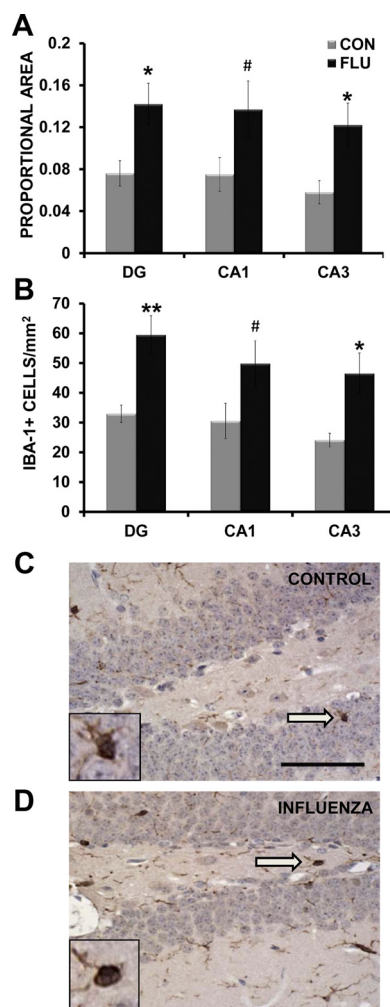 A
0.2
0.16
0.12
0.08
0.04
0
PROPORTIONAL AREA
CON
FLU
*
#
*
DG CA1 CA3
B
70
60
50
40
30
20
10
0
IBA-1+ CELLS/mm²
**
#
*
DG CA1 CA3
C
CONTROL
D
INFLUENZA